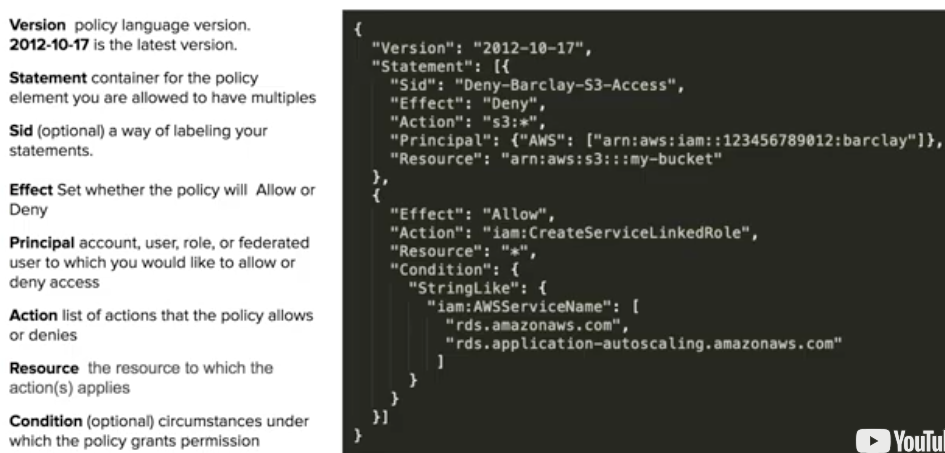 Version policy language version.
2012-10-17 is the latest version.
Statement container for the policy
element you are allowed to have multiples
Sid (optional) a way of labeling your
statements.
Effect Set whether the policy will Allow or
Deny
Principal account, user, role, or federated
user to which you would like to allow or
deny access
Action list of actions that the policy allows
or denies
Resource the resource to which the
action(s) applies
Condition (optional) circumstances under
which the policy grants permission
{
"Version": "2012-10-17",
"Statement": [{
"Sid": "Deny-Barclay-S3-Access",
"Effect": "Deny",
"Action": "s3:*",
"Principal": {"AWS": ["arn:aws:iam::123456789012:barclay"]},
"Resource": "arn:aws:s3:::my-bucket"
},
{
"Effect": "Allow",
"Action": "iam:CreateServiceLinkedRole",
"Resource": "*",
"Condition": {
"StringLike": {
"iam:AWSServiceName": [
"rds.amazonaws.com",
"rds.application-autoscaling.amazonaws.com"
]
}
}
}]
}